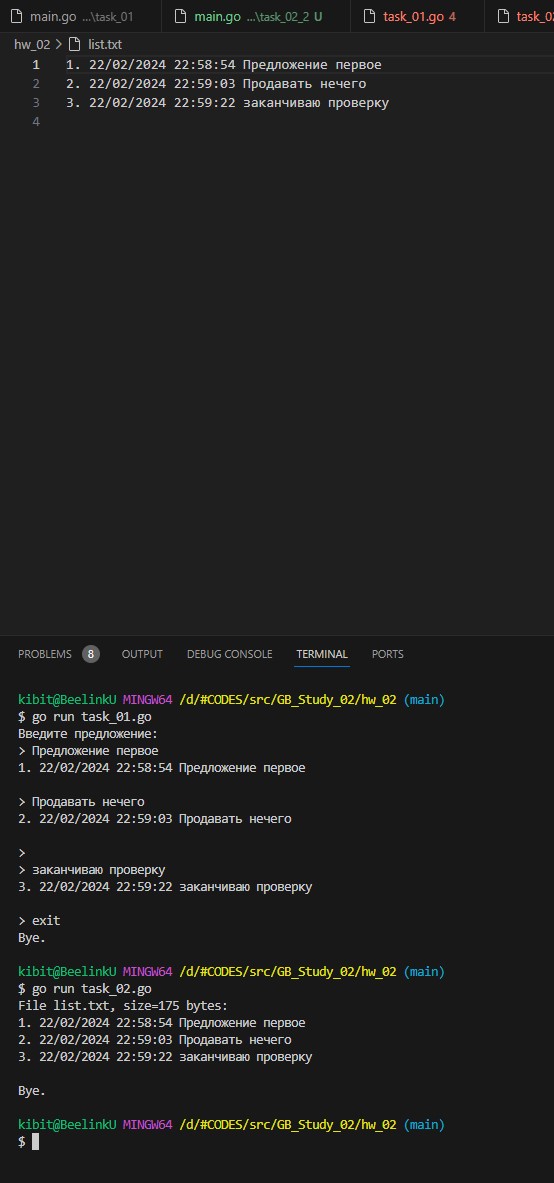 main.go ...\task_01 main.go ...\task_02_2 U task_01.go 4
hw_02 > list.txt
1 1. 22/02/2024 22:58:54 Предложение первое
2 2. 22/02/2024 22:59:03 Продавать нечего
3 3. 22/02/2024 22:59:22 заканчиваю проверку
4
PROBLEMS 8 OUTPUT DEBUG CONSOLE TERMINAL PORTS
kibit@BeelinkU MINGW64 /d/#CODES/src/GB_Study_02/hw_02 (main)
$ go run task_01.go
Введите предложение:
> Предложение первое
1. 22/02/2024 22:58:54 Предложение первое
> Продавать нечего
2. 22/02/2024 22:59:03 Продавать нечего
>
> заканчиваю проверку
3. 22/02/2024 22:59:22 заканчиваю проверку
> exit
Bye.
kibit@BeelinkU MINGW64 /d/#CODES/src/GB_Study_02/hw_02 (main)
$ go run task_02.go
File list.txt, size=175 bytes:
1. 22/02/2024 22:58:54 Предложение первое
2. 22/02/2024 22:59:03 Продавать нечего
3. 22/02/2024 22:59:22 заканчиваю проверку
Bye.
kibit@BeelinkU MINGW64 /d/#CODES/src/GB_Study_02/hw_02 (main)
$